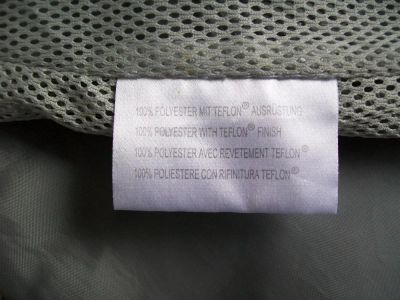 100% POLYESTER MIT TEFLON® AUSRÜSTUNG
100% POLYESTER WITH TEFLON® FINISH
100% POLYESTER AVEC REVETEMENT TEFLON®
100% POLIESTERE CON RIFINITURA TEFLON®